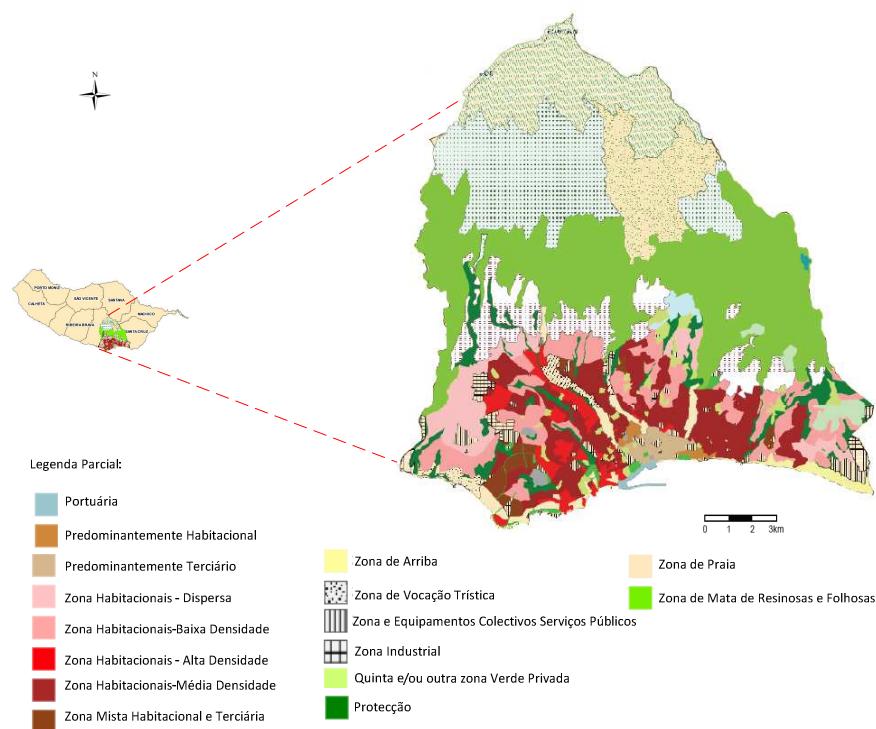 N
PORTO MONIZ
SÃO VICENTE
SANTANA
CALHETA
MACHICO
RIBEIRA BRAVA
SANTA CRUZ
0 1 2 3km
Legenda Parcial:
Portuária
Predominantemente Habitacional
Predominantemente Terciário
Zona Habitacionais - Dispersa
Zona Habitacionais-Baixa Densidade
Zona Habitacionais - Alta Densidade
Zona Habitacionais-Média Densidade
Zona Mista Habitacional e Terciária
Zona de Arriba
Zona de Vocação Trística
Zona e Equipamentos Colectivos Serviços Públicos
Zona Industrial
Quinta e/ou outra zona Verde Privada
Protecção
Zona de Praia
Zona de Mata de Resinosas e Folhosas